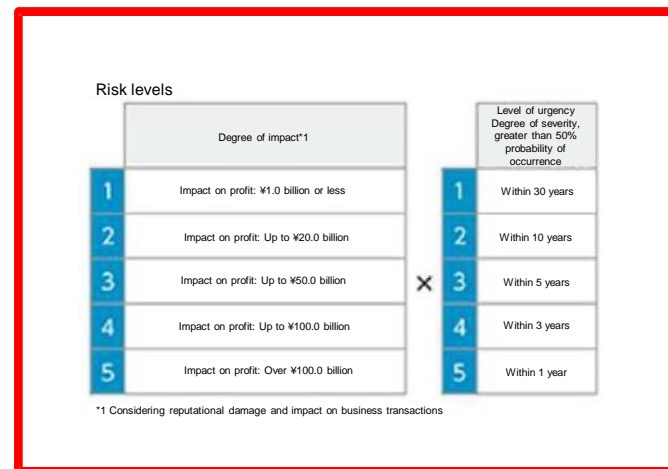 Risk levels
Degree of impact*1
Level of urgency
Degree of severity,
greater than 50%
probability of
occurrence
1 Impact on profit: ¥1.0 billion or less
2 Impact on profit: Up to ¥20.0 billion
3 Impact on profit: Up to ¥50.0 billion
4 Impact on profit: Up to ¥100.0 billion
5 Impact on profit: Over ¥100.0 billion
×
1 Within 30 years
2 Within 10 years
3 Within 5 years
4 Within 3 years
5 Within 1 year
*1 Considering reputational damage and impact on business transactions